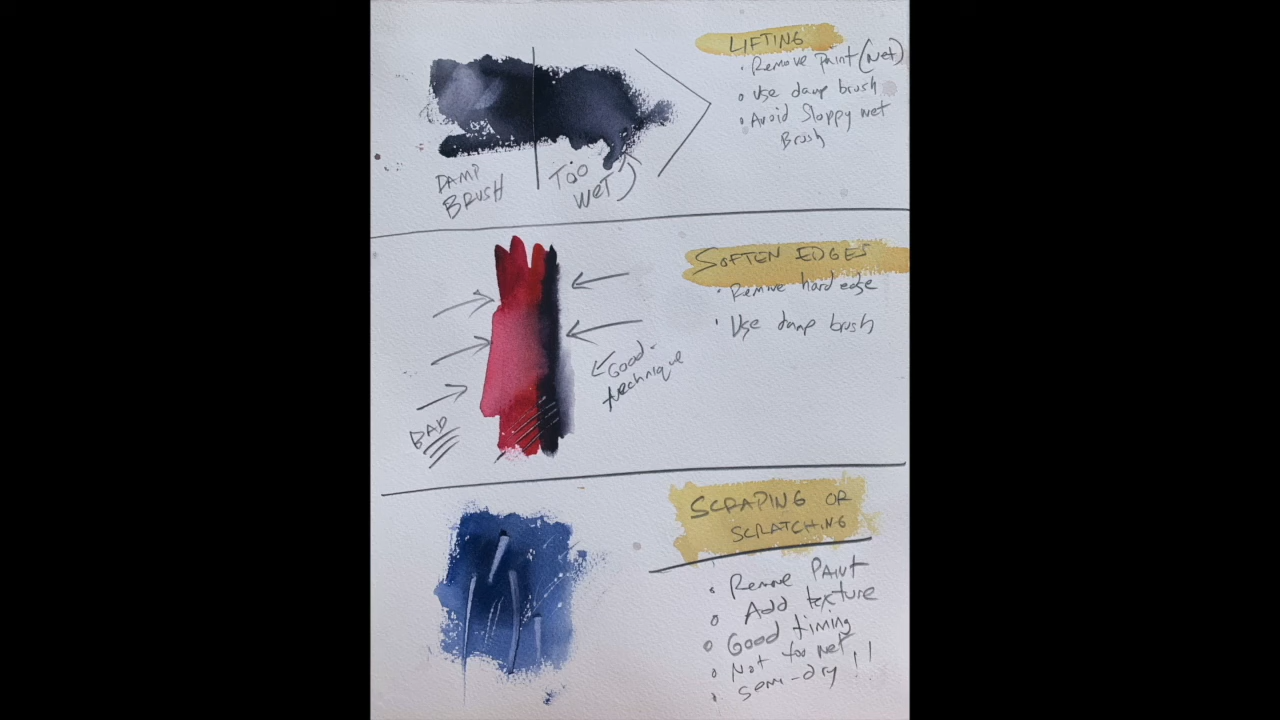 LIFTING
• Remove Paint (Wet)
• Use damp brush
• Avoid Sloppy wet
Brush
DAMP
BRUSH
TOO
WET
SOFTEN EDGES
• Remove hard edge
• Use damp brush
Good
technique
BAD
SCRAPING OR
SCRATCHING
• Remove PAINT
• Add texture
• Good timing
• Not too wet
• Semi-dry!!